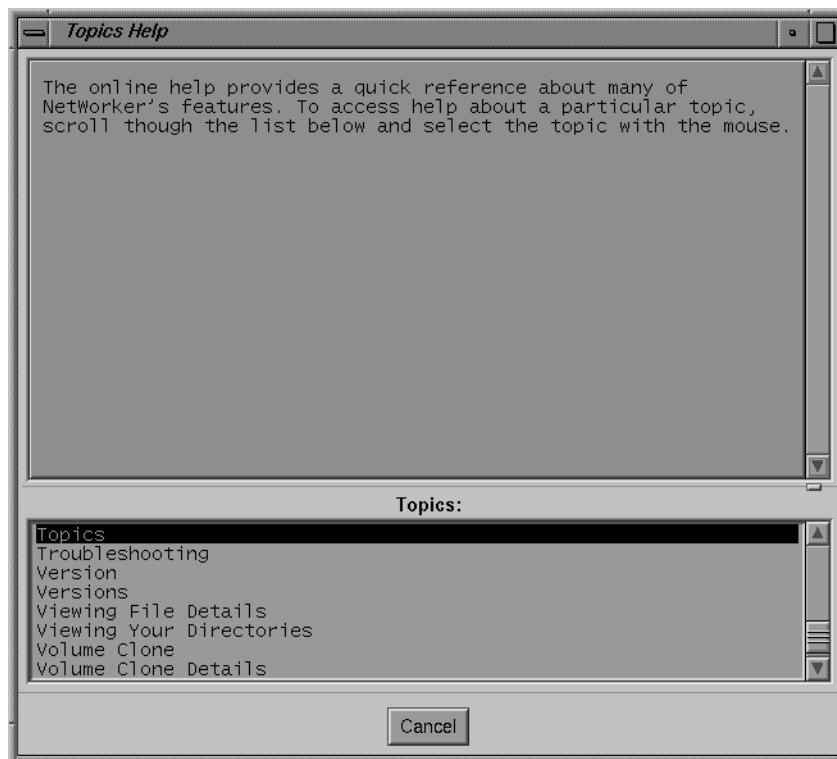 Topics Help
The online help provides a quick reference about many of
NetWorker's features. To access help about a particular topic,
scroll though the list below and select the topic with the mouse.
Topics:
Topics
Troubleshooting
Version
Versions
Viewing File Details
Viewing Your Directories
Volume Clone
Volume Clone Details
Cancel